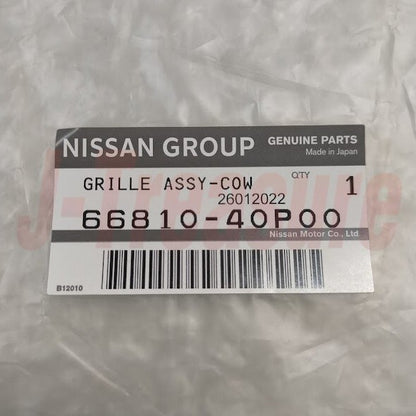 NISSAN GROUP
GENUINE PARTS
Made in Japan
GRILLE ASSY-COW
QTY 1
26012022
66810-40P00
Nissan Motor Co., Ltd
B12010
J-Treasure